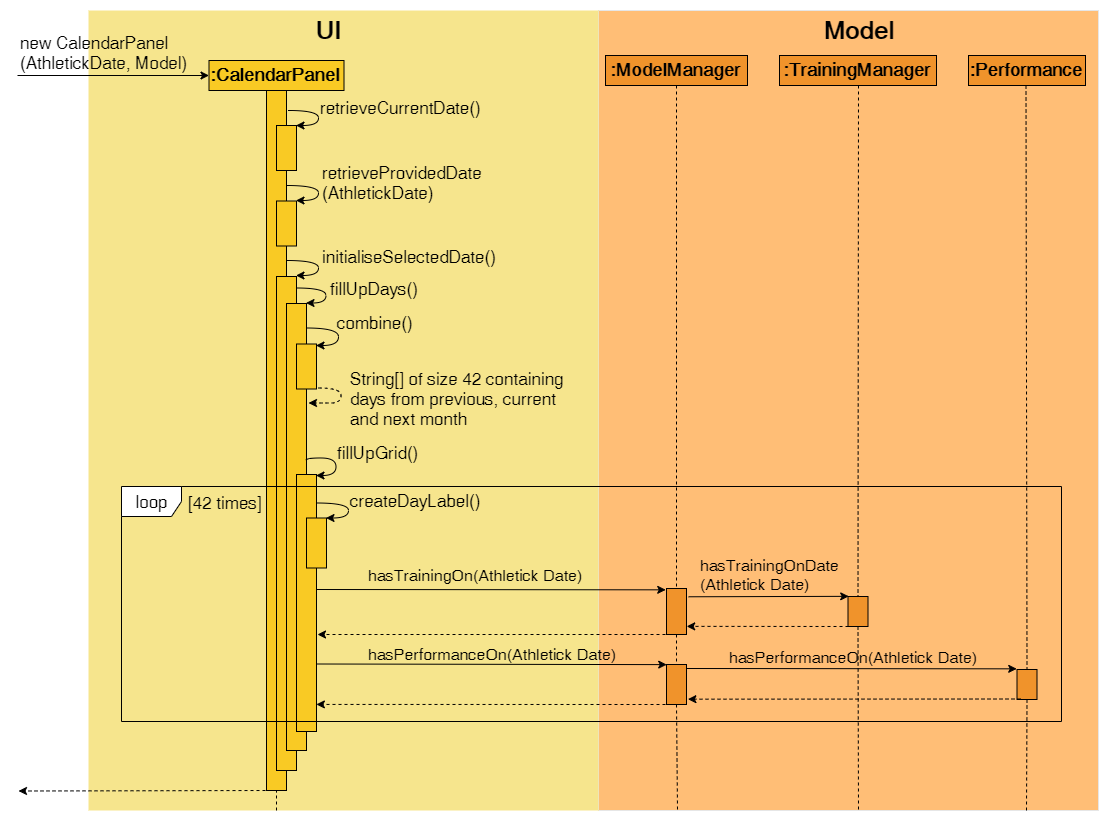 UI
Model
new CalendarPanel
(AthletickDate, Model)
:CalendarPanel
:ModelManager
:TrainingManager
:Performance
retrieveCurrentDate()
retrieveProvidedDate
(AthletickDate)
initialiseSelectedDate()
fillUpDays()
combine()
String[] of size 42 containing
days from previous, current
and next month
fillUpGrid()
loop
[42 times]
createDayLabel()
hasTrainingOn(Athletick Date)
hasTrainingOnDate
(Athletick Date)
hasPerformanceOn(Athletick Date)
hasPerformanceOn(Athletick Date)